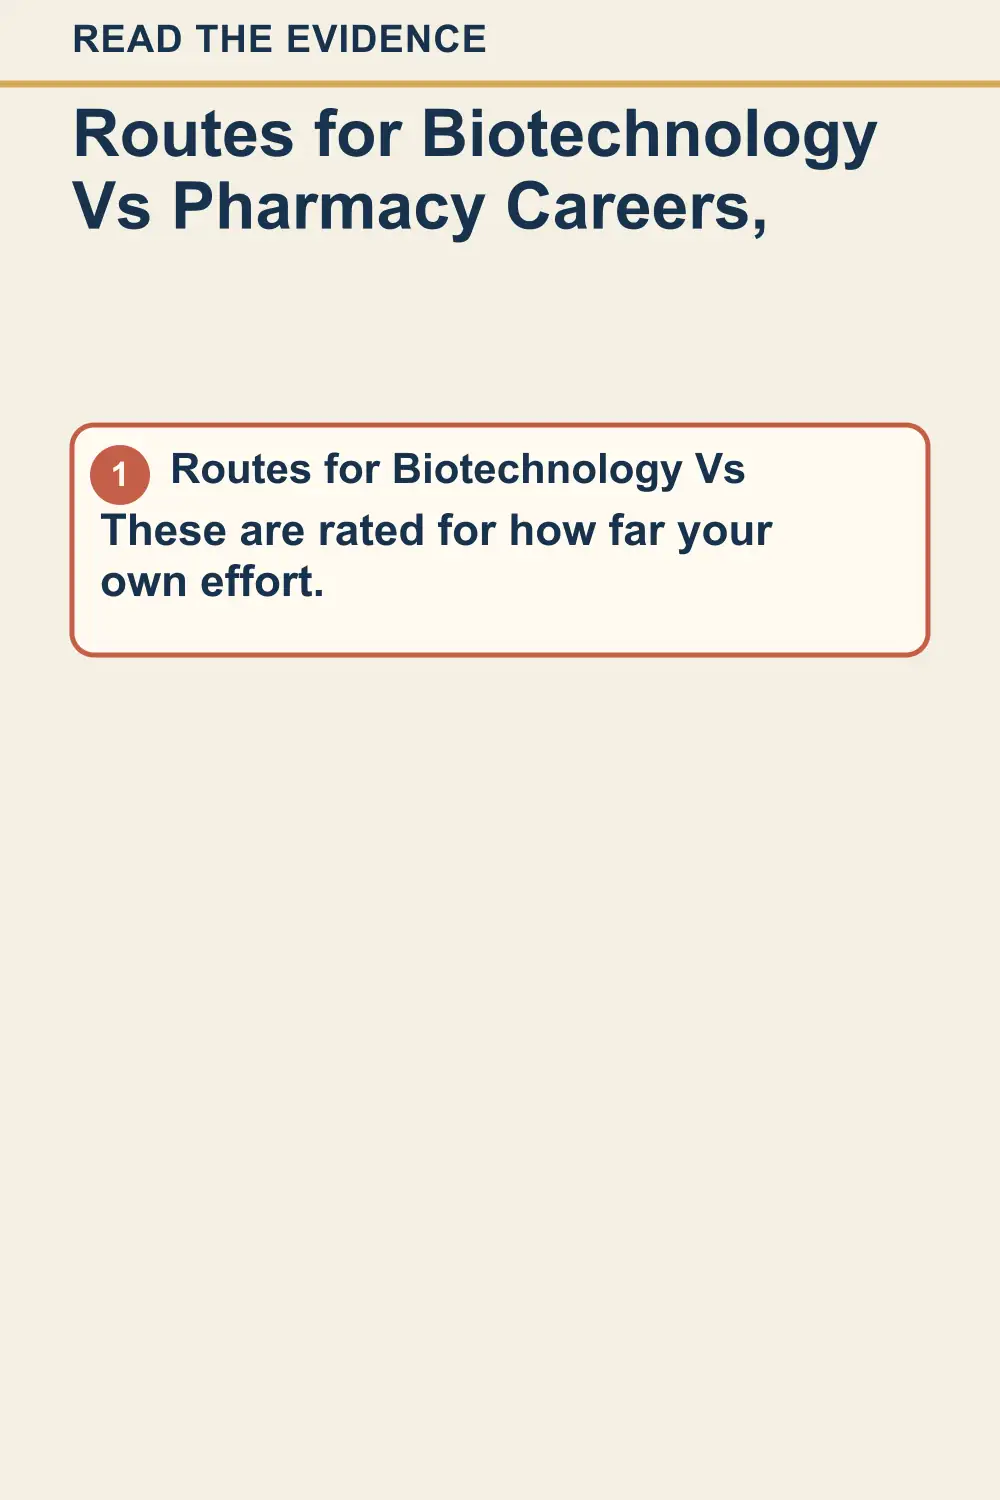 READ THE EVIDENCE
Routes for Biotechnology
Vs Pharmacy Careers,
1 Routes for Biotechnology Vs
These are rated for how far your
own effort.